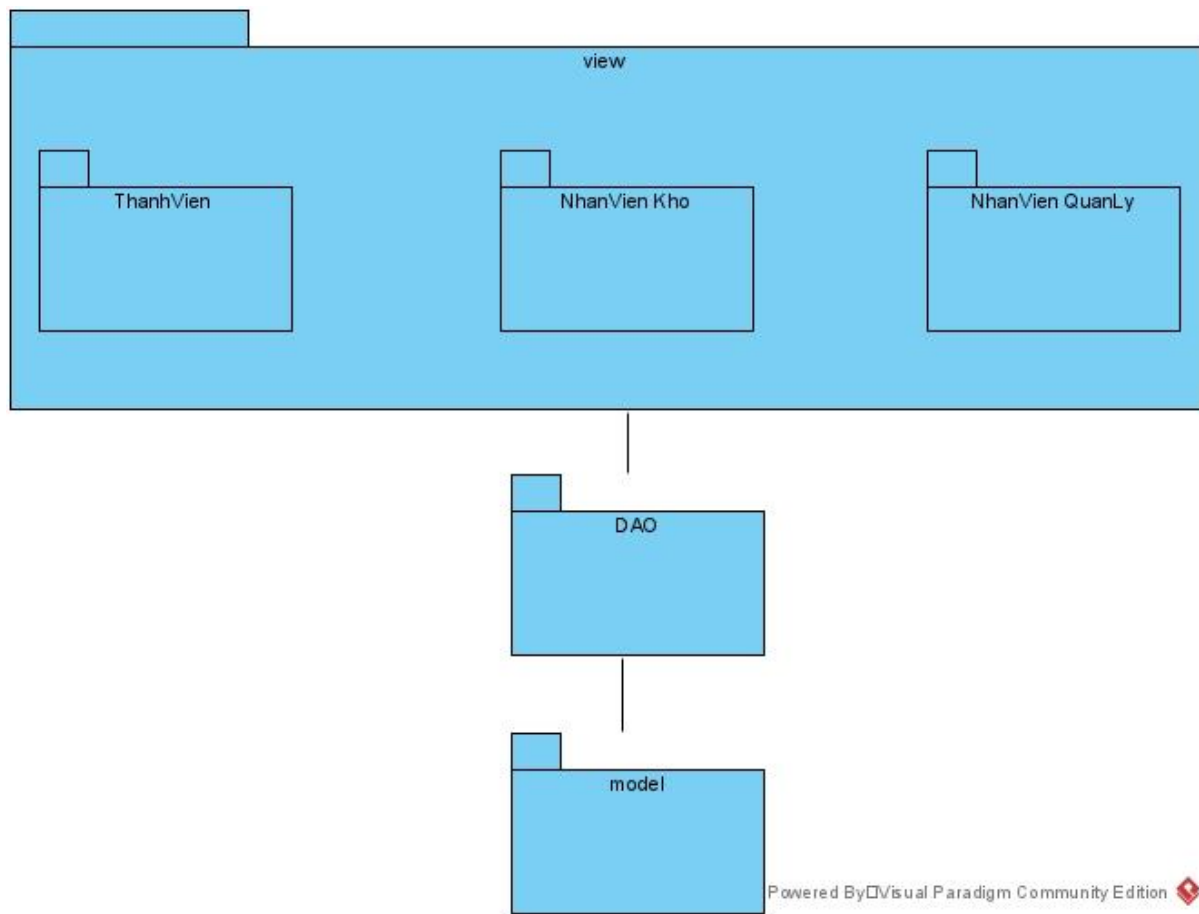 view
ThanhVien
NhanVien Kho
NhanVien QuanLy
DAO
model
Powered By□Visual Paradigm Community Edition